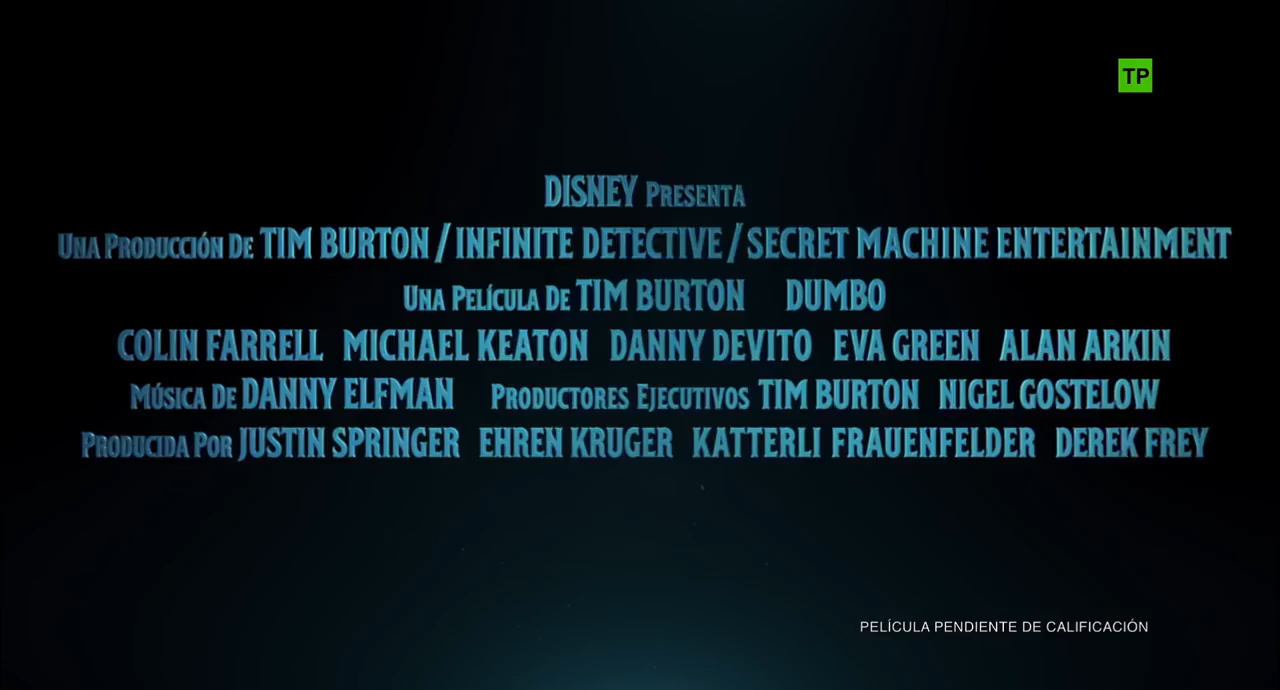 TP
DISNEY PRESENTA
UNA PRODUCCIÓN DE TIM BURTON / INFINITE DETECTIVE / SECRET MACHINE ENTERTAINMENT
UNA PELÍCULA DE TIM BURTON DUMBO
COLIN FARRELL MICHAEL KEATON DANNY DEVITO EVA GREEN ALAN ARKIN
MÚSICA DE DANNY ELFMAN PRODUCTORES EJECUTIVOS TIM BURTON NIGEL GOSTELOW
PRODUCIDA POR JUSTIN SPRINGER EHREN KRUGER KATTERLI FRAUENFELDER DEREK FREY
PELÍCULA PENDIENTE DE CALIFICACIÓN